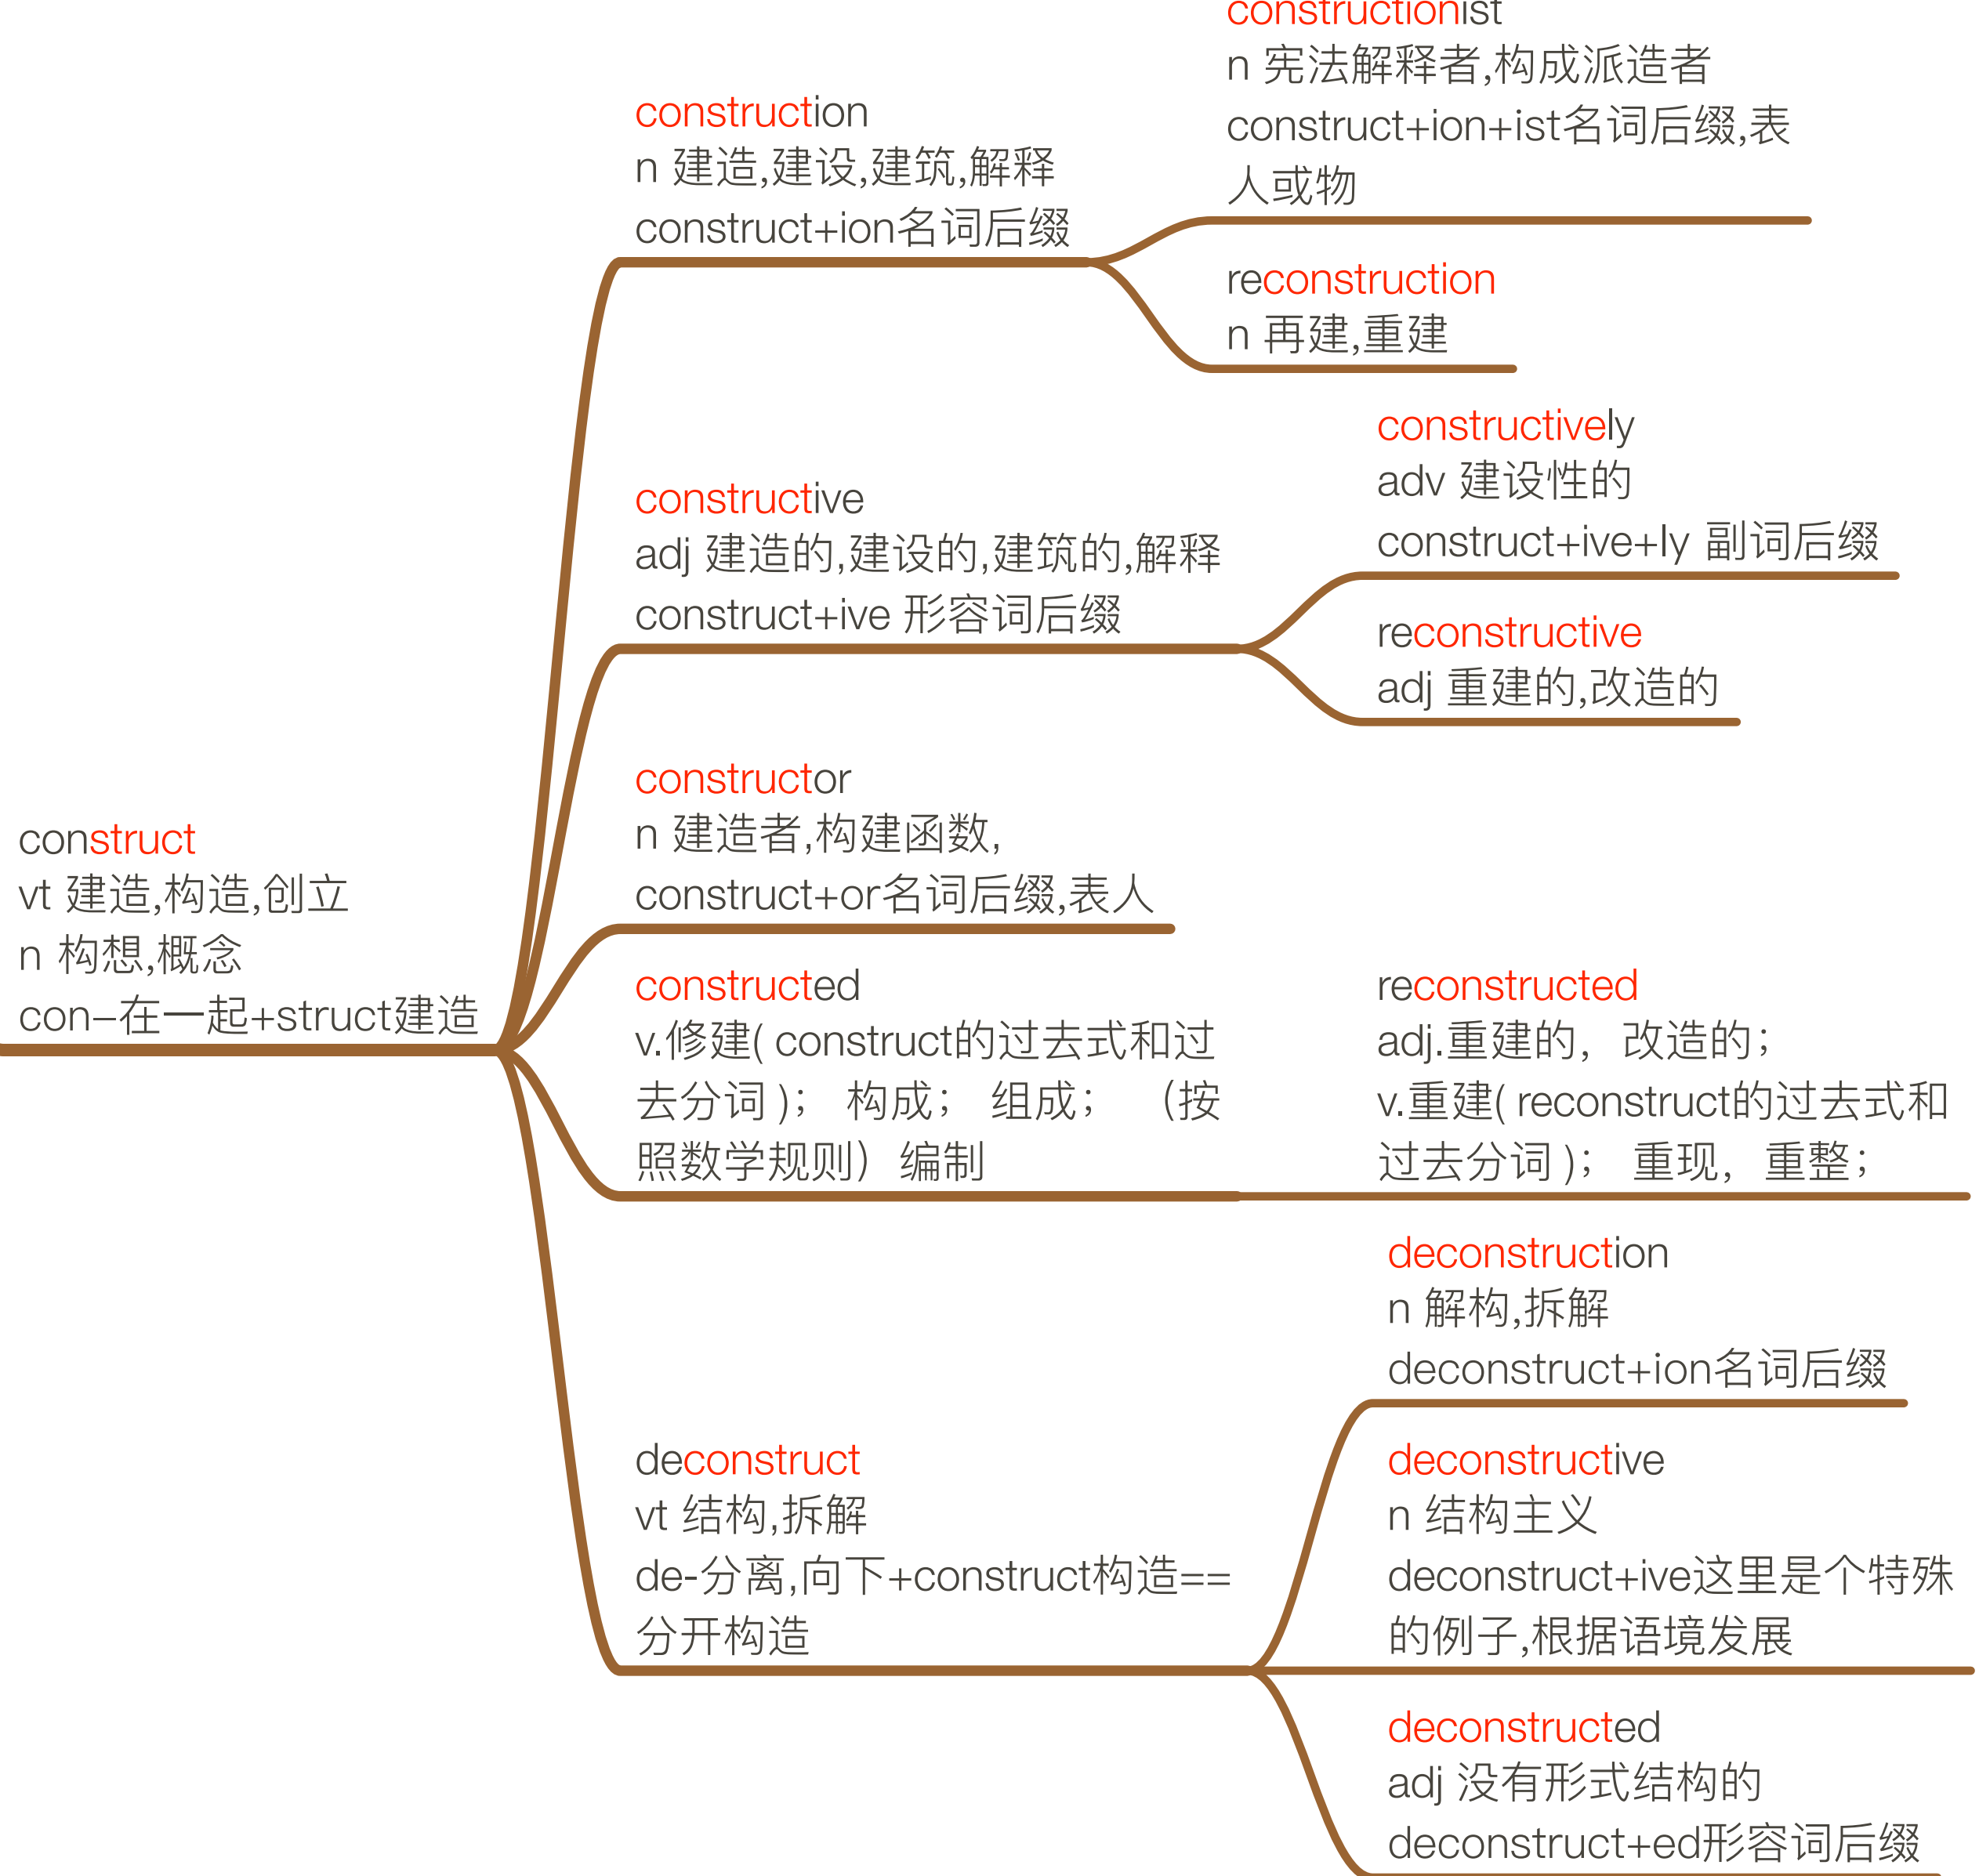 construct
vt 建造,构造,创立
n 构想,概念
con-在一起+struct建造
construction
n 建造,建设,建筑,解释
construct+ion名词后缀
constructionist
n 宪法解释者,构成派造者
construct+ion+ist名词后缀,表
人或物
reconstruction
n 再建,重建
constructive
adj 建造的,建设的,建筑的,解释
construct+ive 形容词后缀
constructively
adv 建设性的
construct+ive+ly 副词后缀
reconstructive
adj 重建的,改造的
constructor
n 建造者,构建函数,
construct+or名词后缀,表人
constructed
v.修建( construct的过去式和过
去分词 )； 构成； 组成； （按
照数学规则）编制
reconstructed
adj.重建的， 改造的；
v.重建( reconstruct的过去式和
过去分词 )； 重现， 重整；
deconstruct
vt 结构,拆解
de-分离,向下+construct构造==
分开构造
deconstruction
n 解构,拆解
deconstruct+ion名词后缀
deconstructive
n 结构主义
deconstruct+ive这里是个特殊
的例子,根据语境发展
deconstructed
adj 没有形式结构的
deconstruct+ed形容词后缀